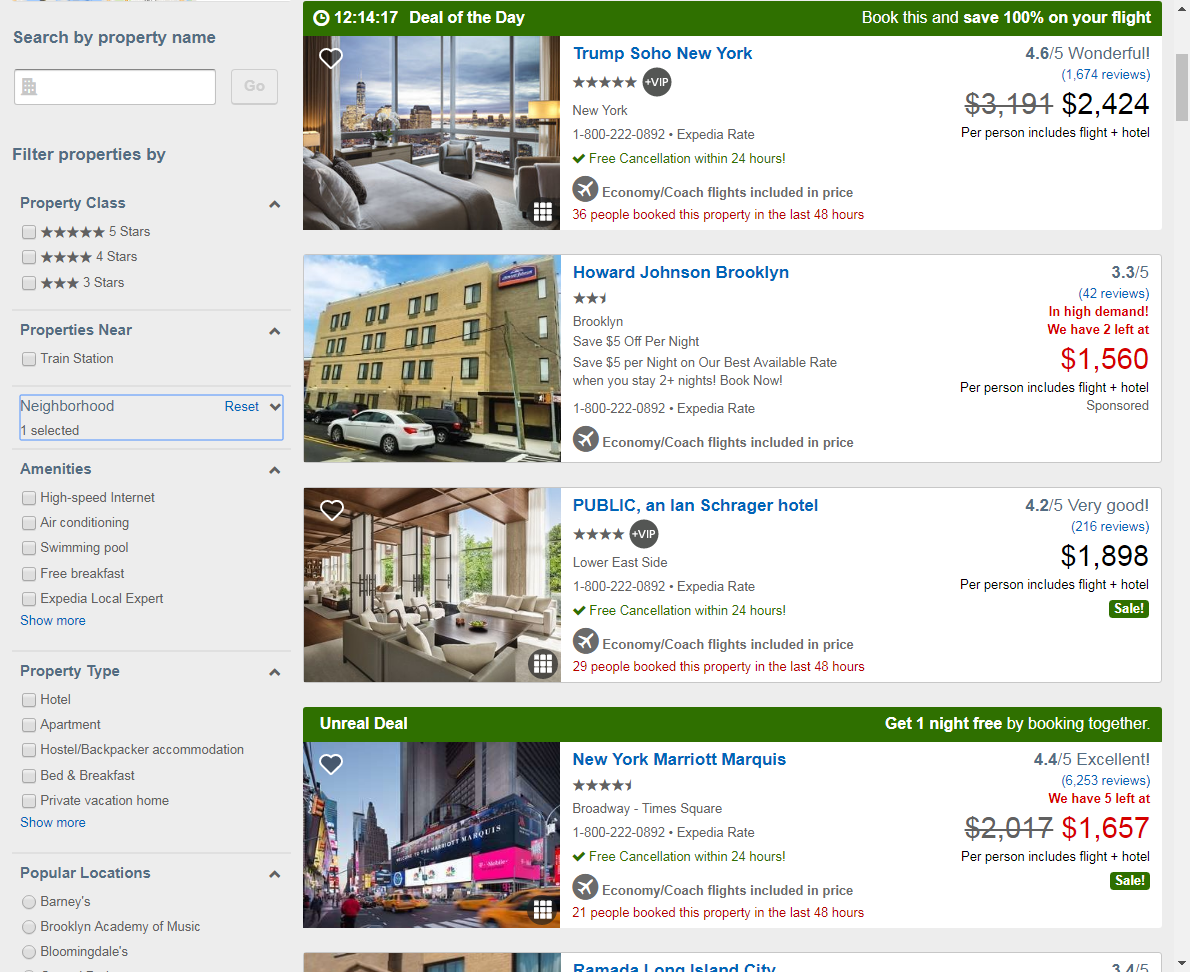 Search by property name
Go
Filter properties by
Property Class
5 Stars
4 Stars
3 Stars
Properties Near
Train Station
Neighborhood Reset
1 selected
Amenities
High-speed Internet
Air conditioning
Swimming pool
Free breakfast
Expedia Local Expert
Show more
Property Type
Hotel
Apartment
Hostel/Backpacker accommodation
Bed & Breakfast
Private vacation home
Show more
Popular Locations
Barney's
Brooklyn Academy of Music
Bloomingdale's
12:14:17 Deal of the Day Book this and save 100% on your flight
Trump Soho New York
+VIP
New York
1-800-222-0892 • Expedia Rate
Free Cancellation within 24 hours!
Economy/Coach flights included in price
36 people booked this property in the last 48 hours
4.6/5 Wonderful!
(1,674 reviews)
$3,191 $2,424
Per person includes flight + hotel
Howard Johnson Brooklyn
Brooklyn
Save $5 Off Per Night
Save $5 per Night on Our Best Available Rate
when you stay 2+ nights! Book Now!
1-800-222-0892 • Expedia Rate
Economy/Coach flights included in price
3.3/5
(42 reviews)
In high demand!
We have 2 left at
$1,560
Per person includes flight + hotel
Sponsored
PUBLIC, an Ian Schrager hotel
+VIP
Lower East Side
1-800-222-0892 • Expedia Rate
Free Cancellation within 24 hours!
Economy/Coach flights included in price
29 people booked this property in the last 48 hours
4.2/5 Very good!
(216 reviews)
$1,898
Per person includes flight + hotel
Sale!
Unreal Deal Get 1 night free by booking together.
WELCOME TO THE MARRIOTT MARQUIS
T-Mobile
New York Marriott Marquis
Broadway - Times Square
1-800-222-0892 • Expedia Rate
Free Cancellation within 24 hours!
Economy/Coach flights included in price
21 people booked this property in the last 48 hours
4.4/5 Excellent!
(6,253 reviews)
We have 5 left at
$2,017 $1,657
Per person includes flight + hotel
Sale!
Ramada Long Island City
3.4/5